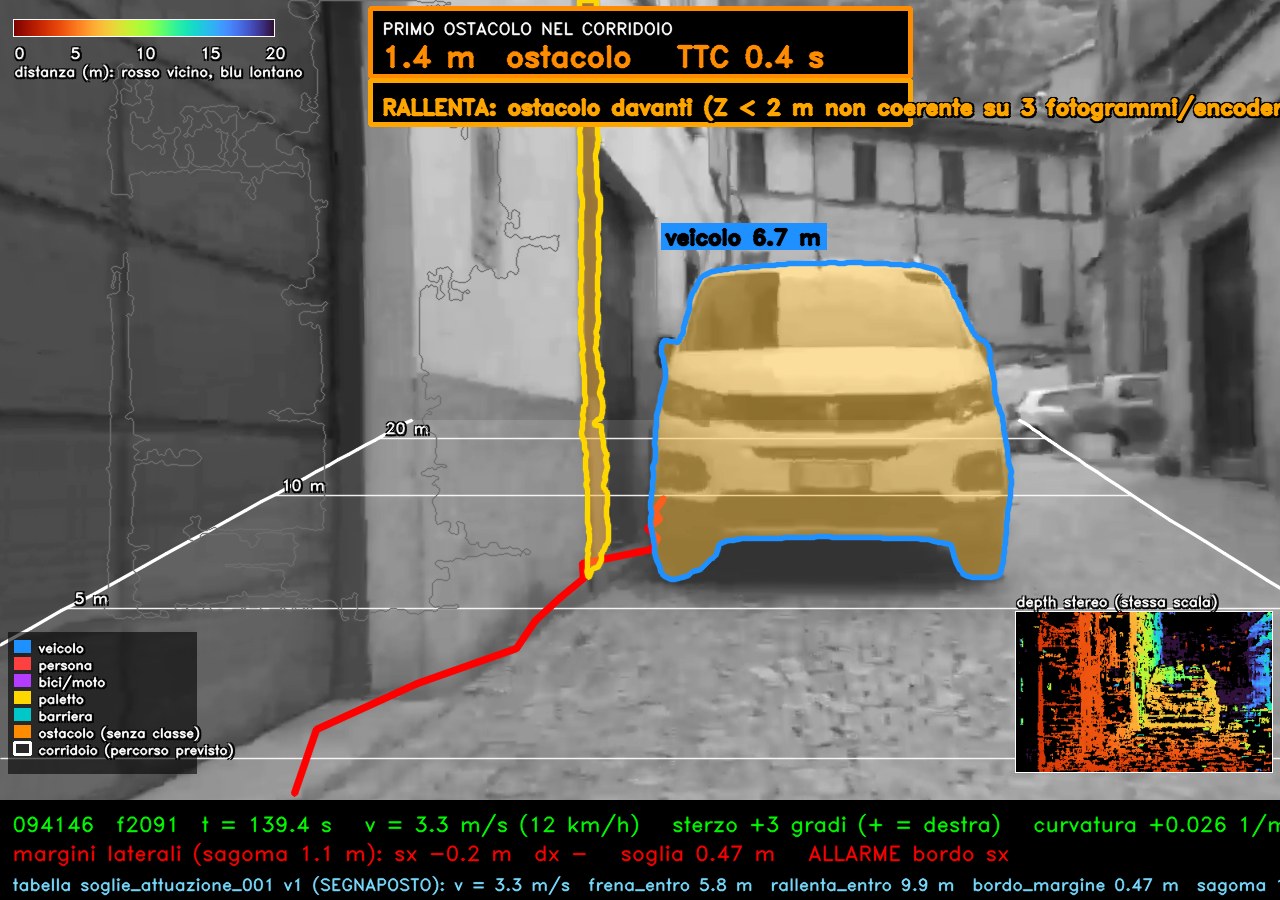 0 5 10 15 20
distanza (m): rosso vicino, blu lontano
PRIMO OSTACOLO NEL CORRIDOIO
1.4 m ostacolo TTC 0.4 s
RALLENTA: ostacolo davanti (Z < 2 m non coerente su 3 fotogrammi/encoder
veicolo 6.7 m
20 m
10 m
5 m
depth stereo (stessa scala)
veicolo
persona
bici/moto
paletto
barriera
ostacolo (senza classe)
corridoio (percorso previsto)
094146 f2091 t = 139.4 s v = 3.3 m/s (12 km/h) sterzo +3 gradi (+ = destra) curvatura +0.026 1/m
margini laterali (sagoma 1.1 m): sx -0.2 m dx - soglia 0.47 m ALLARME bordo sx
tabella soglie_attuazione_001 v1 (SEGNAPOSTO): v = 3.3 m/s frena_entro 5.8 m rallenta_entro 9.9 m bordo_margine 0.47 m sagoma